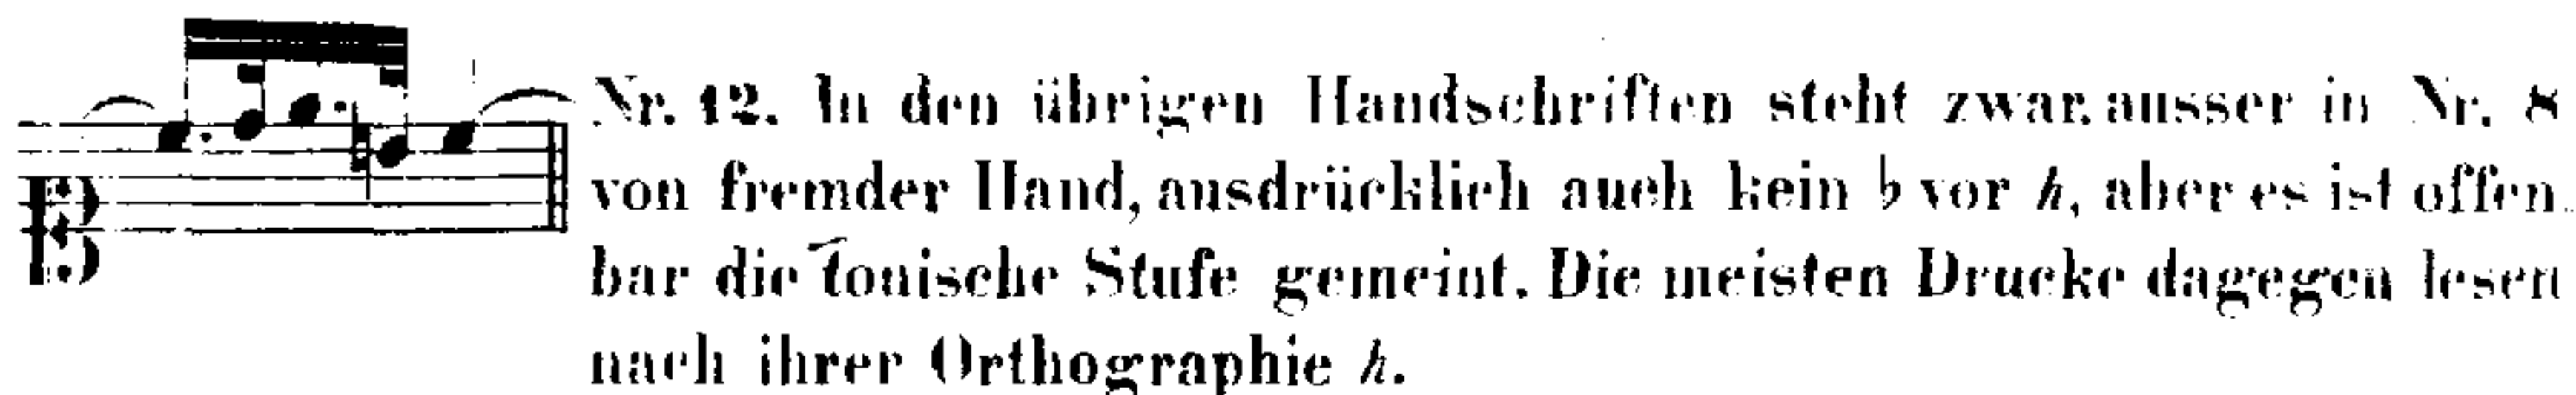 Nr. 12. In den übrigen Handschriften steht zwar, ausser in Nr. 8
von fremder Hand, ausdrücklich auch kein ♭ vor h, aber es ist offen-
bar die tonische Stufe gemeint. Die meisten Drucke dagegen lesen
nach ihrer Orthographie h.